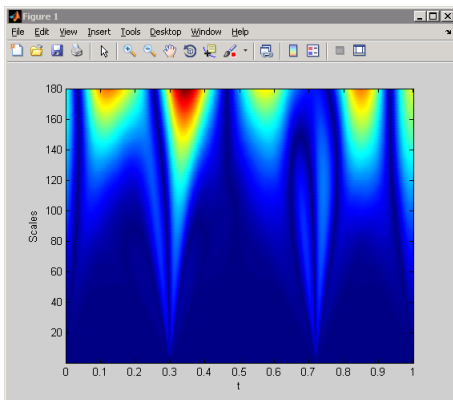 Figure 1
File Edit View Insert Tools Desktop Window Help
180
160
140
120
100
80
60
40
20
Scales
0 0.1 0.2 0.3 0.4 0.5 0.6 0.7 0.8 0.9 1
t